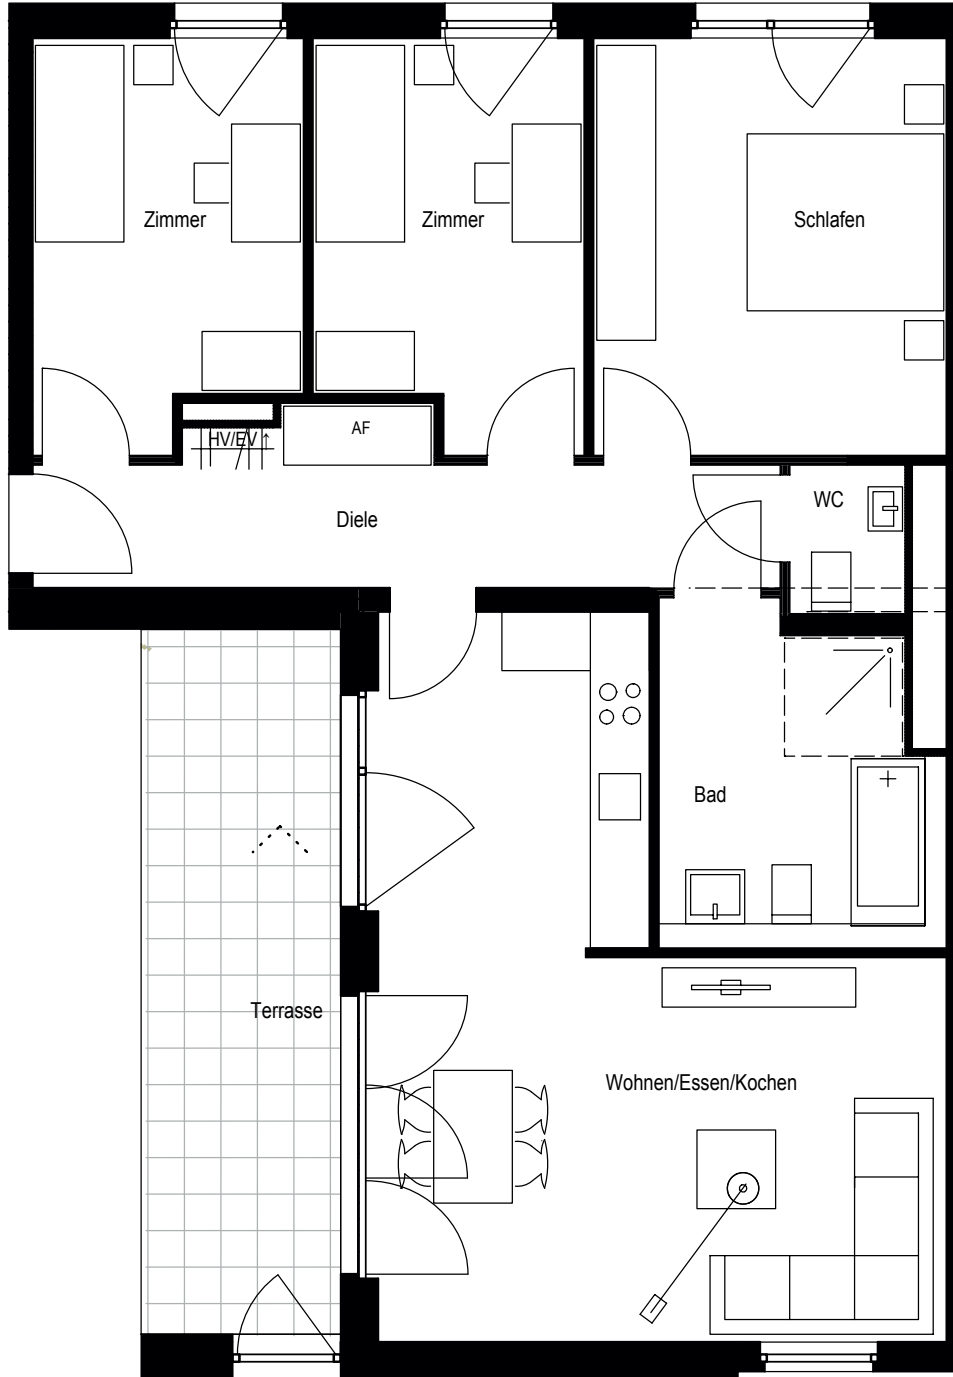 Zimmer
Zimmer
Schlafen
AF
HV/EV ↑
WC
Diele
Bad
Terrasse
Wohnen/Essen/Kochen